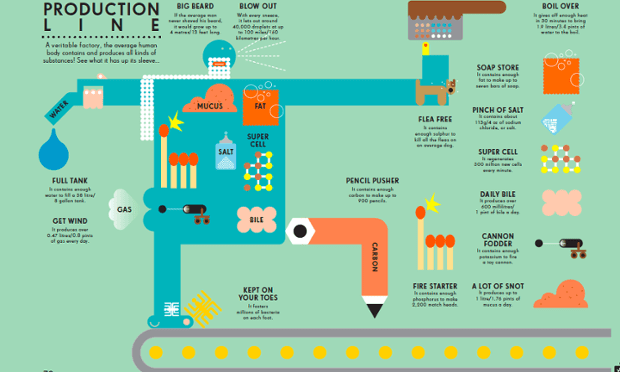 PRODUCTION
LINE
A veritable factory, the average human
body contains and produces all kinds of
substances! See what it has up its sleeve...
BIG BEARD
If the average man
never shaved his beard,
it would grow up to
4 metres/13 feet long.
BLOW OUT
With every sneeze,
it lets out around
40,000 droplets at up
to 100 miles/160
kilometres per hour.
BOIL OVER
It gives off enough heat
in 30 minutes to bring
1.9 litres/3.4 pints of
water to the boil.
SOAP STORE
It contains enough
fat to make up to
seven bars of soap.
WATER
MUCUS
FAT
PINCH OF SALT
It contains about
113g/4 oz of sodium
chloride, or salt.
FLEA FREE
It contains
enough sulphur to
kill all the fleas on
an average dog.
SUPER
CELL
SALT
SUPER CELL
It regenerates
300 million new cells
every minute.
FULL TANK
It contains enough
water to fill a 38 litre/
8 gallon tank.
PENCIL PUSHER
It contains enough
carbon to make up to
900 pencils.
DAILY BILE
It produces over
600 millilitres/
1 pint of bile a day.
GAS
BILE
GET WIND
It produces over
0.47 litres/0.8 pints
of gas every day.
CARBON
CANNON
FODDER
It contains enough
potassium to fire
a toy cannon.
KEPT ON
YOUR TOES
It fosters
millions of bacteria
on each foot.
FIRE STARTER
It contains enough
phosphorus to make
2,200 match heads.
A LOT OF SNOT
It produces up to
1 litre/1.76 pints of
mucus a day.